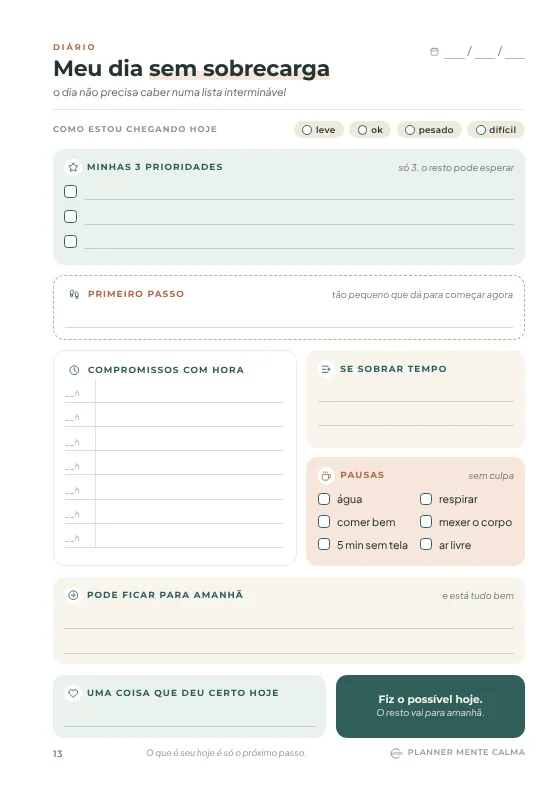 DIÁRIO
Meu dia sem sobrecarga
___/___/___
o dia não precisa caber numa lista interminável
COMO ESTOU CHEGANDO HOJE
leve
ok
pesado
difícil
MINHAS 3 PRIORIDADES
só 3. o resto pode esperar
PRIMEIRO PASSO
tão pequeno que dá para começar agora
COMPROMISSOS COM HORA
__h
__h
__h
__h
__h
__h
__h
SE SOBRAR TEMPO
PAUSAS
sem culpa
água
respirar
comer bem
mexer o corpo
5 min sem tela
ar livre
PODE FICAR PARA AMANHÃ
e está tudo bem
UMA COISA QUE DEU CERTO HOJE
Fiz o possível hoje.
O resto vai para amanhã.
13
O que é seu hoje é só o próximo passo.
PLANNER MENTE CALMA